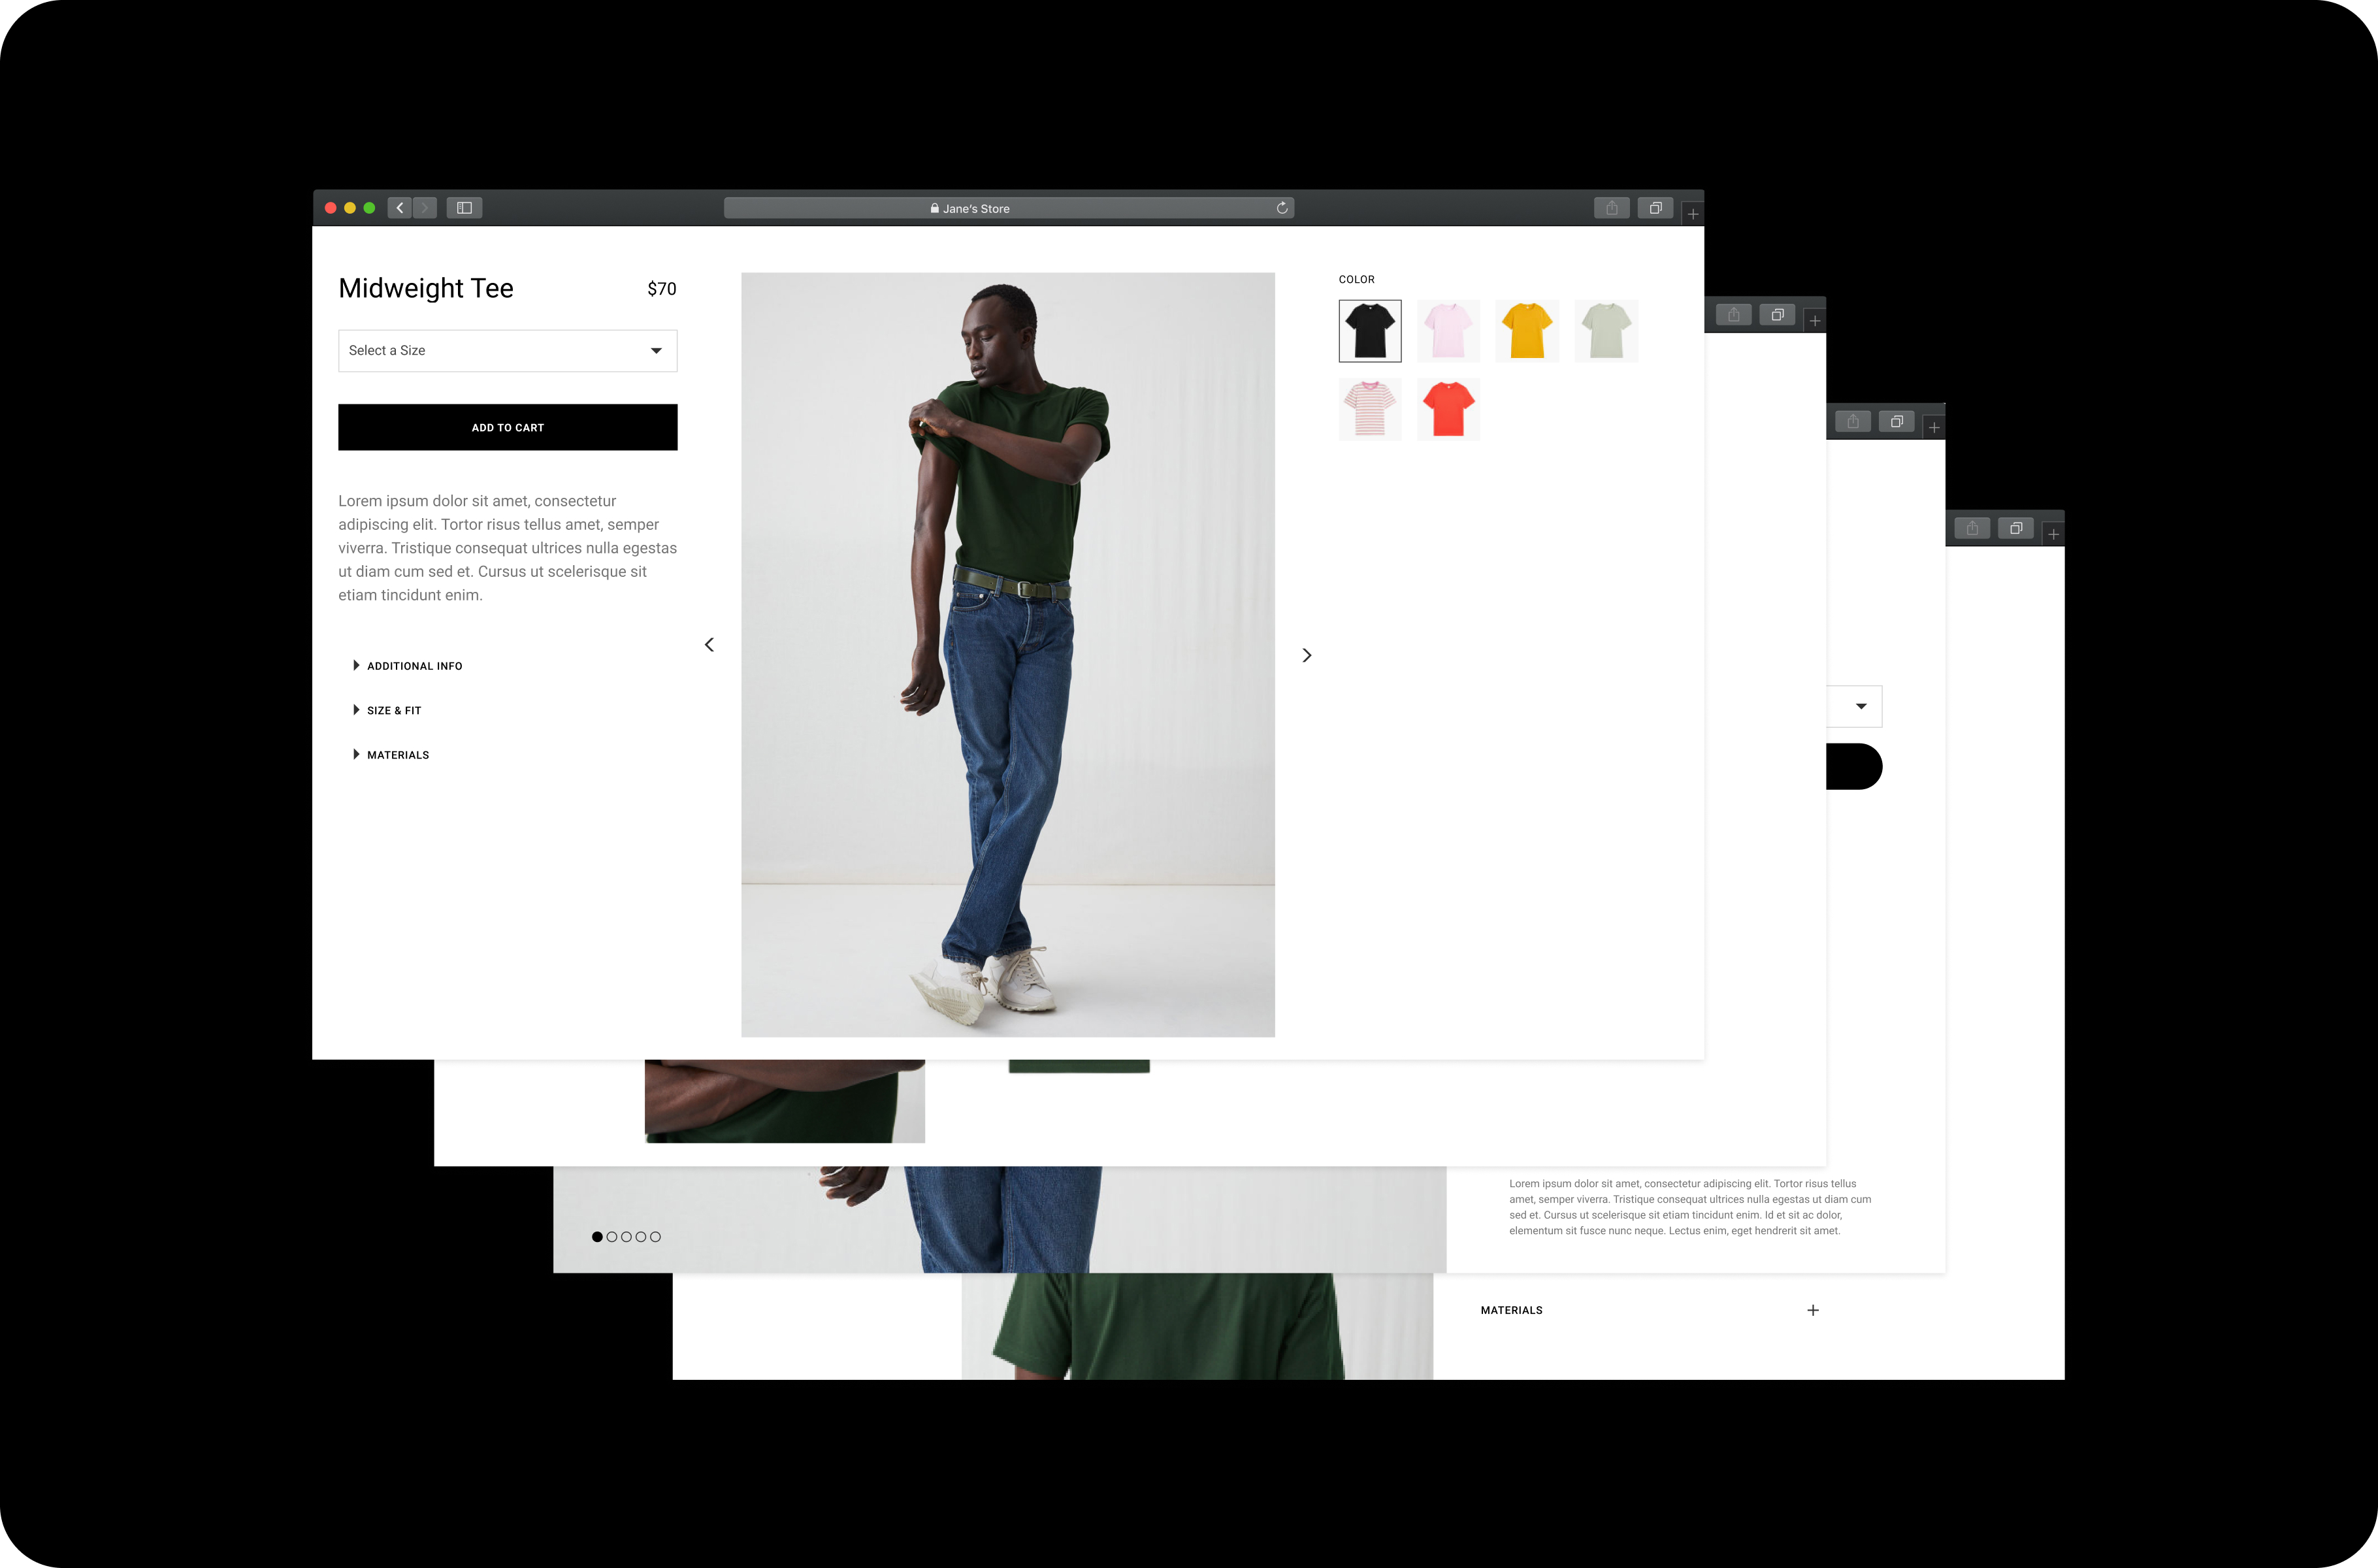 Jane's Store
Midweight Tee
$70
Select a Size
ADD TO CART
Lorem ipsum dolor sit amet, consectetur
adipiscing elit. Tortor risus tellus amet, semper
viverra. Tristique consequat ultrices nulla egestas
ut diam cum sed et. Cursus ut scelerisque sit
etiam tincidunt enim.
ADDITIONAL INFO
SIZE & FIT
MATERIALS
COLOR
Lorem ipsum dolor sit amet, consectetur adipiscing elit. Tortor risus tellus
amet, semper viverra. Tristique consequat ultrices nulla egestas ut diam cum
sed et. Cursus ut scelerisque sit etiam tincidunt enim. Id et sit ac dolor,
elementum sit fusce nunc neque. Lectus enim, eget hendrerit sit amet.
MATERIALS